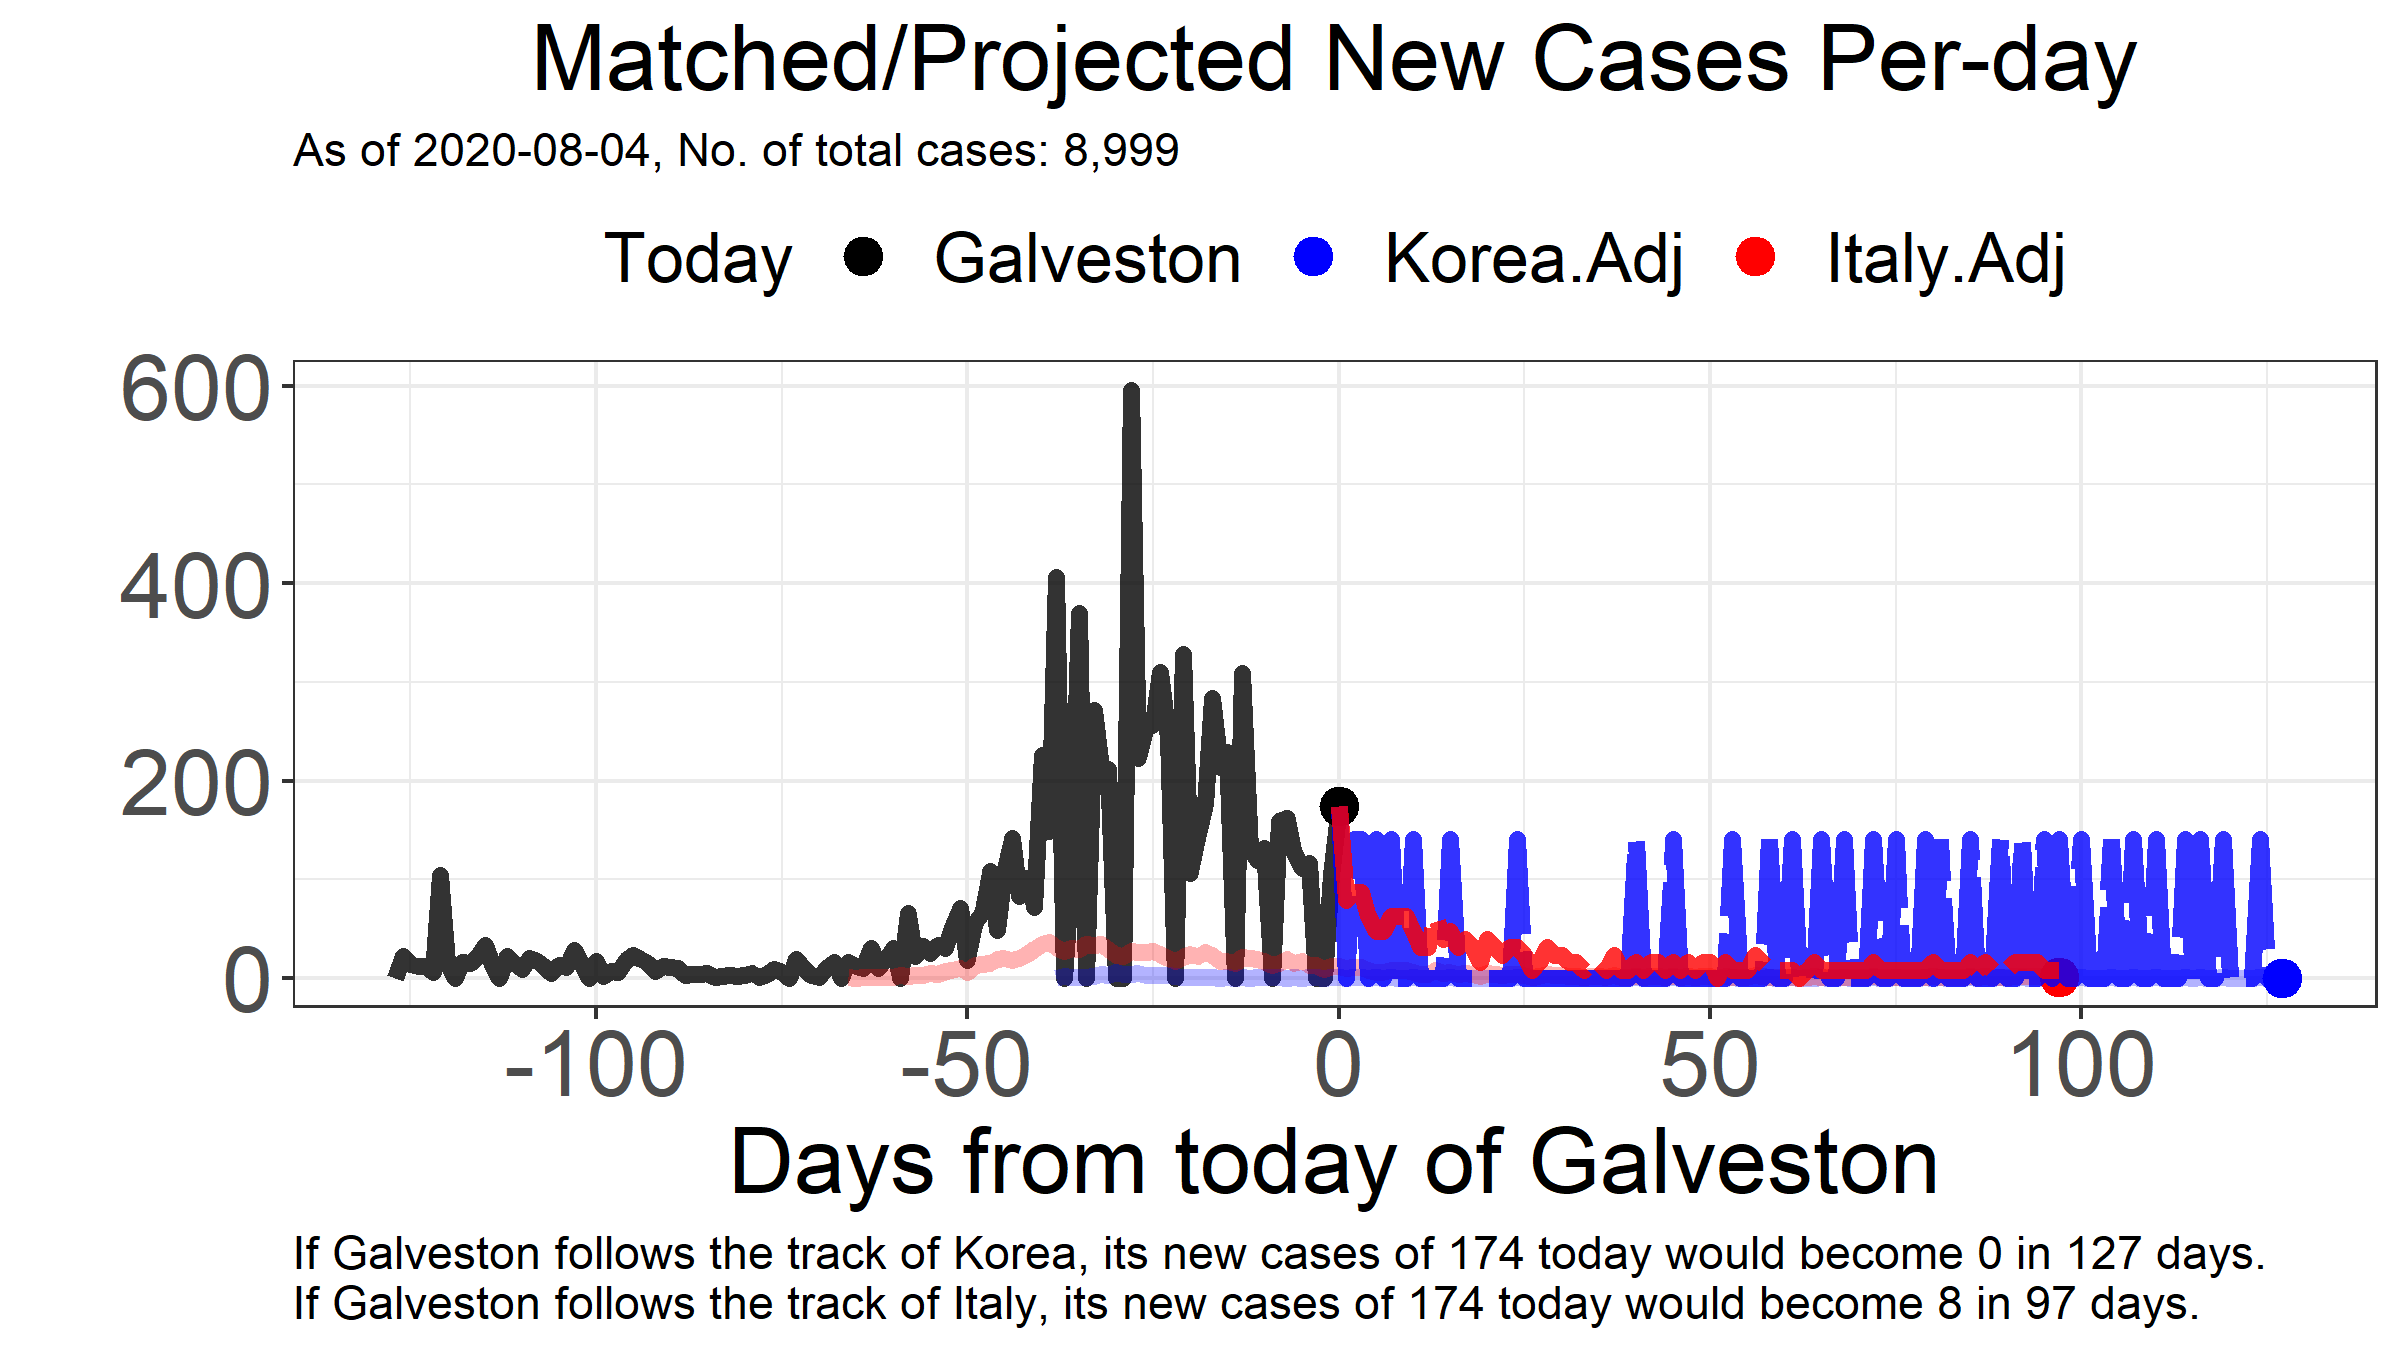 Matched/Projected New Cases Per-day
As of 2020-08-04, No. of total cases: 8,999
Today Galveston Korea.Adj Italy.Adj
600
400
200
0
-100 -50 0 50 100
Days from today of Galveston
If Galveston follows the track of Korea, its new cases of 174 today would become 0 in 127 days.
If Galveston follows the track of Italy, its new cases of 174 today would become 8 in 97 days.